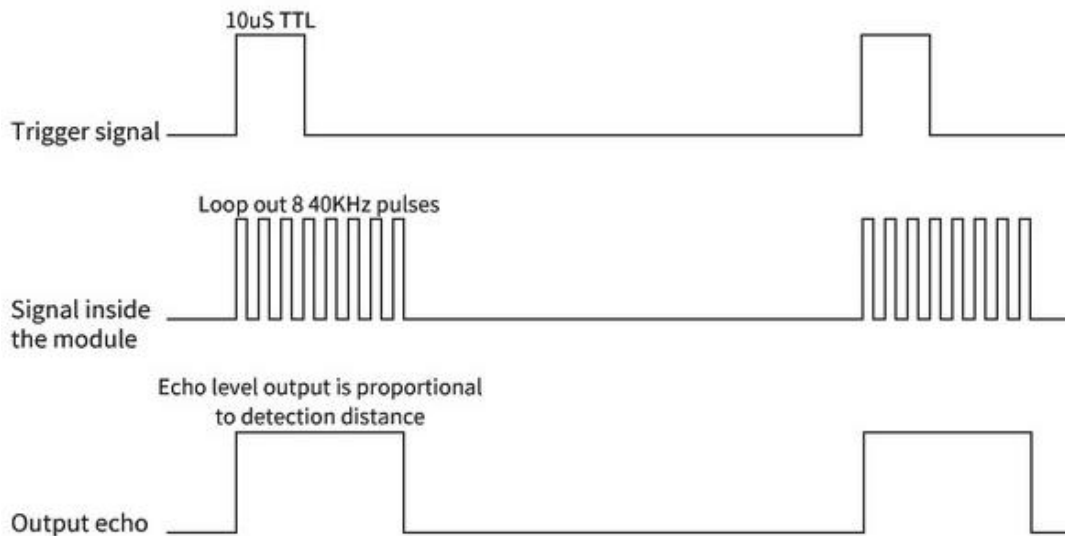 10uS TTL
Trigger signal
Loop out 8 40KHz pulses
Signal inside
the module
Echo level output is proportional
to detection distance
Output echo